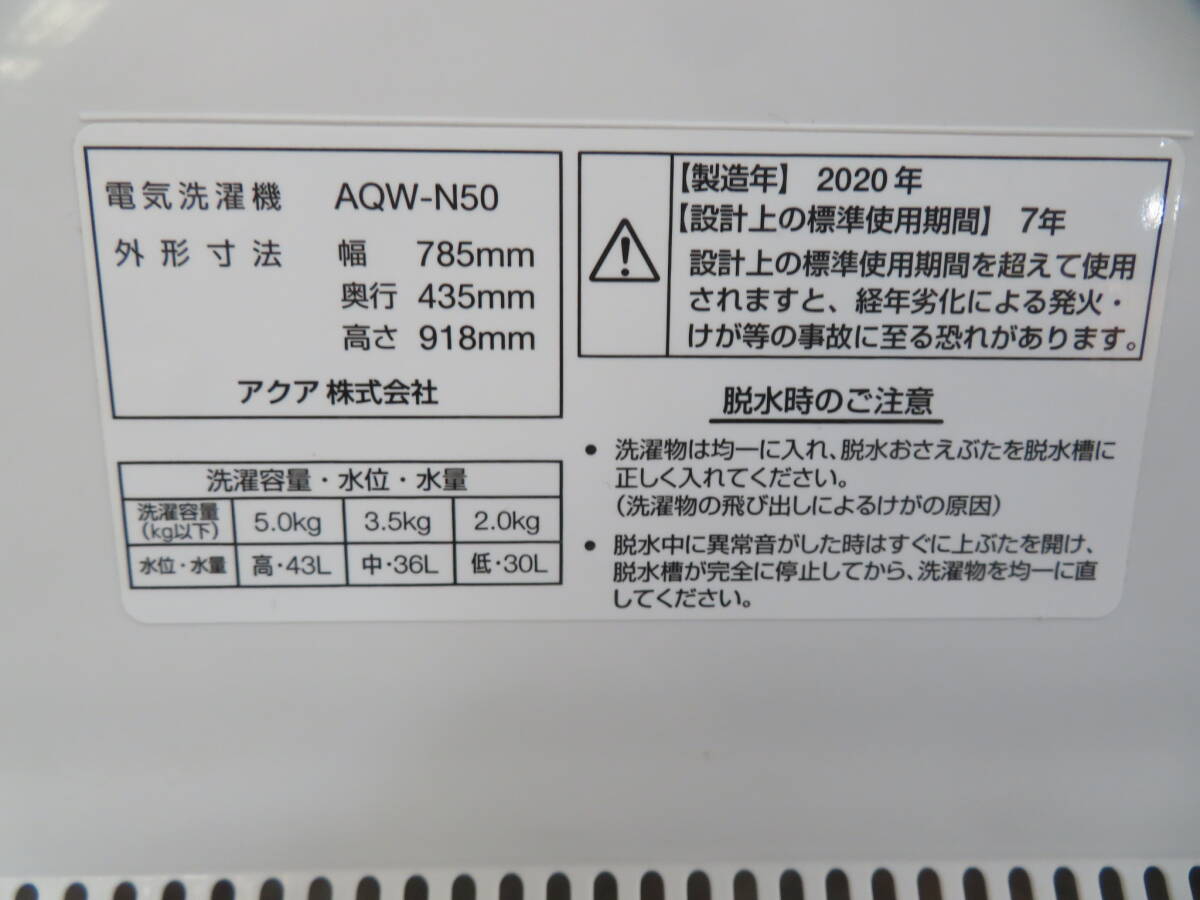 電気洗濯機 AQW-N50
外形寸法 幅 785mm
奥行 435mm
高さ 918mm
アクア株式会社
洗濯容量・水位・水量
洗濯容量(kg以下) 5.0kg 3.5kg 2.0kg
水位・水量 高・43L 中・36L 低・30L
【製造年】 2020年
【設計上の標準使用期間】 7年
設計上の標準使用期間を超えて使用
されますと、経年劣化による発火・
けが等の事故に至る恐れがあります。
脱水時のご注意
• 洗濯物は均一に入れ、脱水おさえぶたを脱水槽に
正しく入れてください。
(洗濯物の飛び出しによるけがの原因)
• 脱水中に異常音がした時はすぐに上ぶたを開け、
脱水槽が完全に停止してから、洗濯物を均一に直
してください。